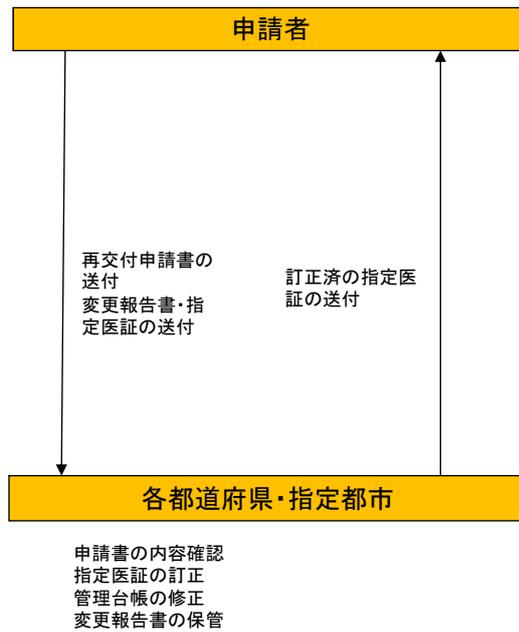 申請者
再交付申請書の
送付
変更報告書・指
定医証の送付
訂正済の指定医
証の送付
各都道府県・指定都市
申請書の内容確認
指定医証の訂正
管理台帳の修正
変更報告書の保管